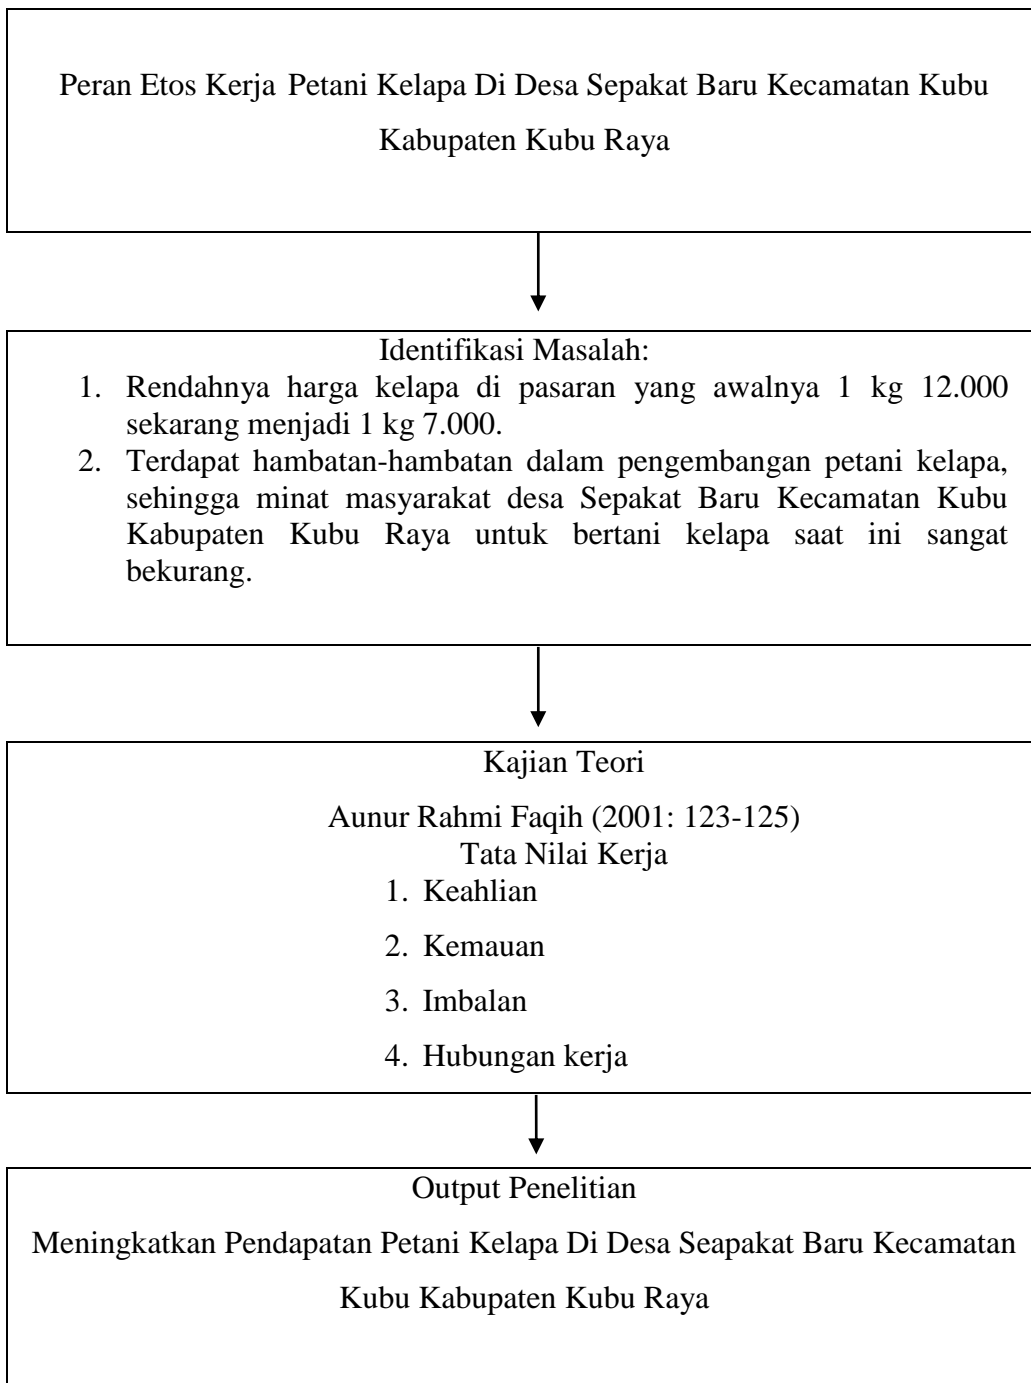 Peran Etos Kerja Petani Kelapa Di Desa Sepakat Baru Kecamatan Kubu
Kabupaten Kubu Raya
Identifikasi Masalah:
1. Rendahnya harga kelapa di pasaran yang awalnya 1 kg 12.000
sekarang menjadi 1 kg 7.000.
2. Terdapat hambatan-hambatan dalam pengembangan petani kelapa,
sehingga minat masyarakat desa Sepakat Baru Kecamatan Kubu
Kabupaten Kubu Raya untuk bertani kelapa saat ini sangat
bekurang.
Kajian Teori
Aunur Rahmi Faqih (2001: 123-125)
Tata Nilai Kerja
1. Keahlian
2. Kemauan
3. Imbalan
4. Hubungan kerja
Output Penelitian
Meningkatkan Pendapatan Petani Kelapa Di Desa Seapakat Baru Kecamatan
Kubu Kabupaten Kubu Raya